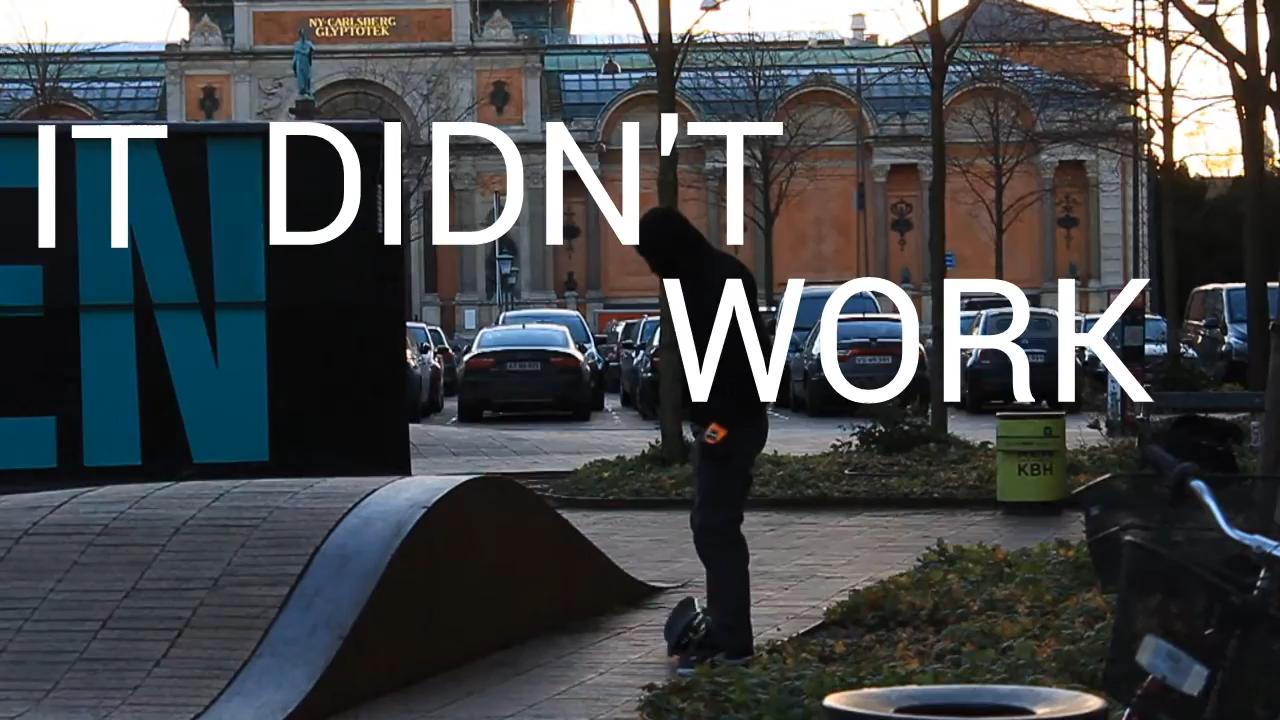 NY·CARLSBERG
GLYPTOTEK
IT DIDN'T
EN
WORK
KBH